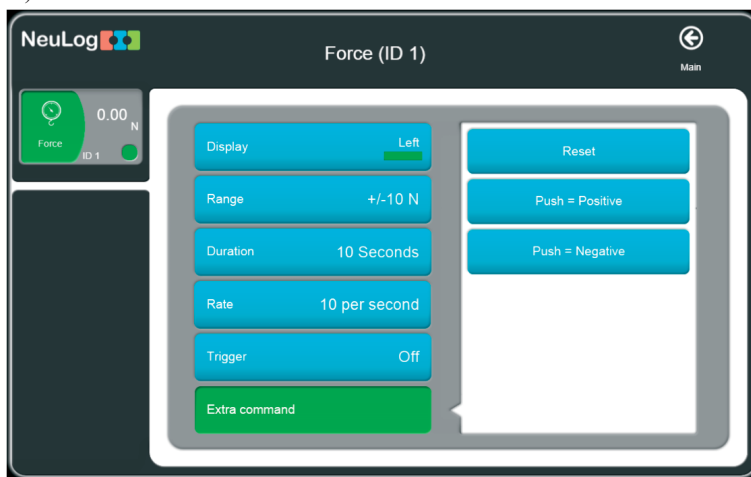 NeuLog
Force (ID 1)
Main
0.00
N
Force
ID 1
Display Left
Range +/-10 N
Duration 10 Seconds
Rate 10 per second
Trigger Off
Extra command
Reset
Push = Positive
Push = Negative